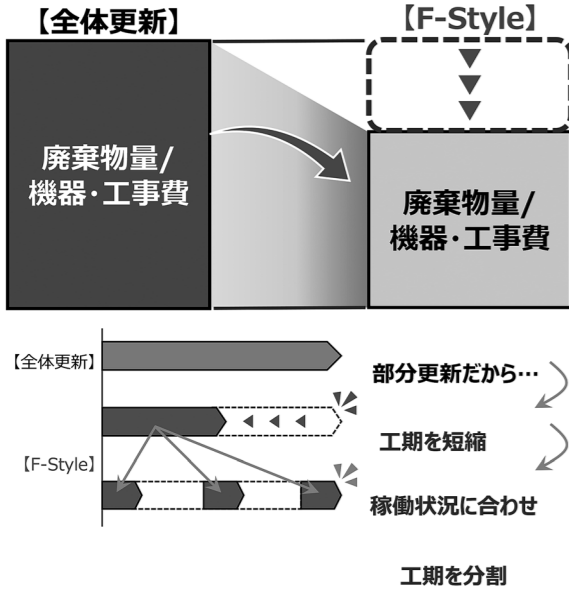 【全体更新】
【F-Style】
廃棄物量/
機器・工事費
廃棄物量/
機器・工事費
【全体更新】
部分更新だから…
工期を短縮
【F-Style】
稼働状況に合わせ
工期を分割